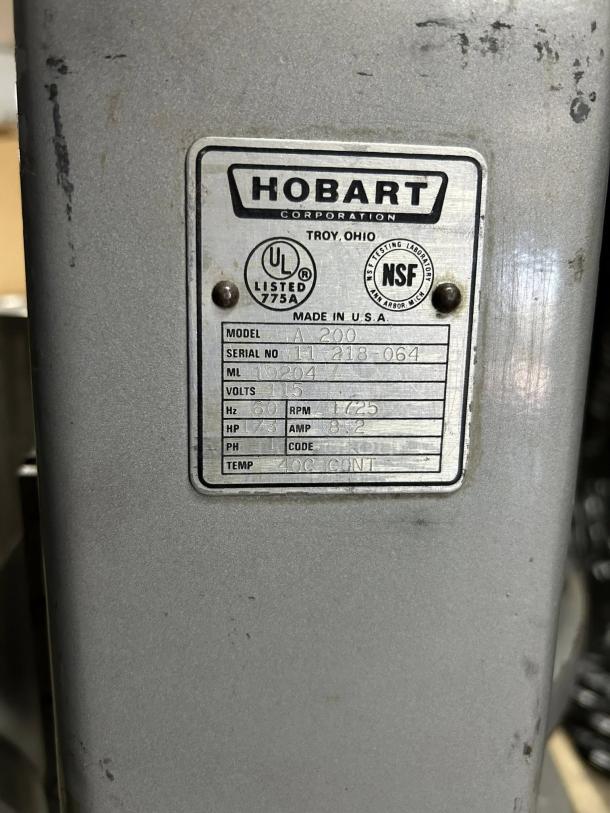 HOBART
CORPORATION
TROY, OHIO
UL
®
LISTED
775A
NSF TESTING LABORATORY
NSF
ANN ARBOR, MICH
MADE IN U.S.A.
MODEL A 200
SERIAL NO 11-218-064
ML 19204
VOLTS 115
Hz 60 RPM 1725
HP 1/3 AMP 8.2
PH CODE
TEMP 40C CONT